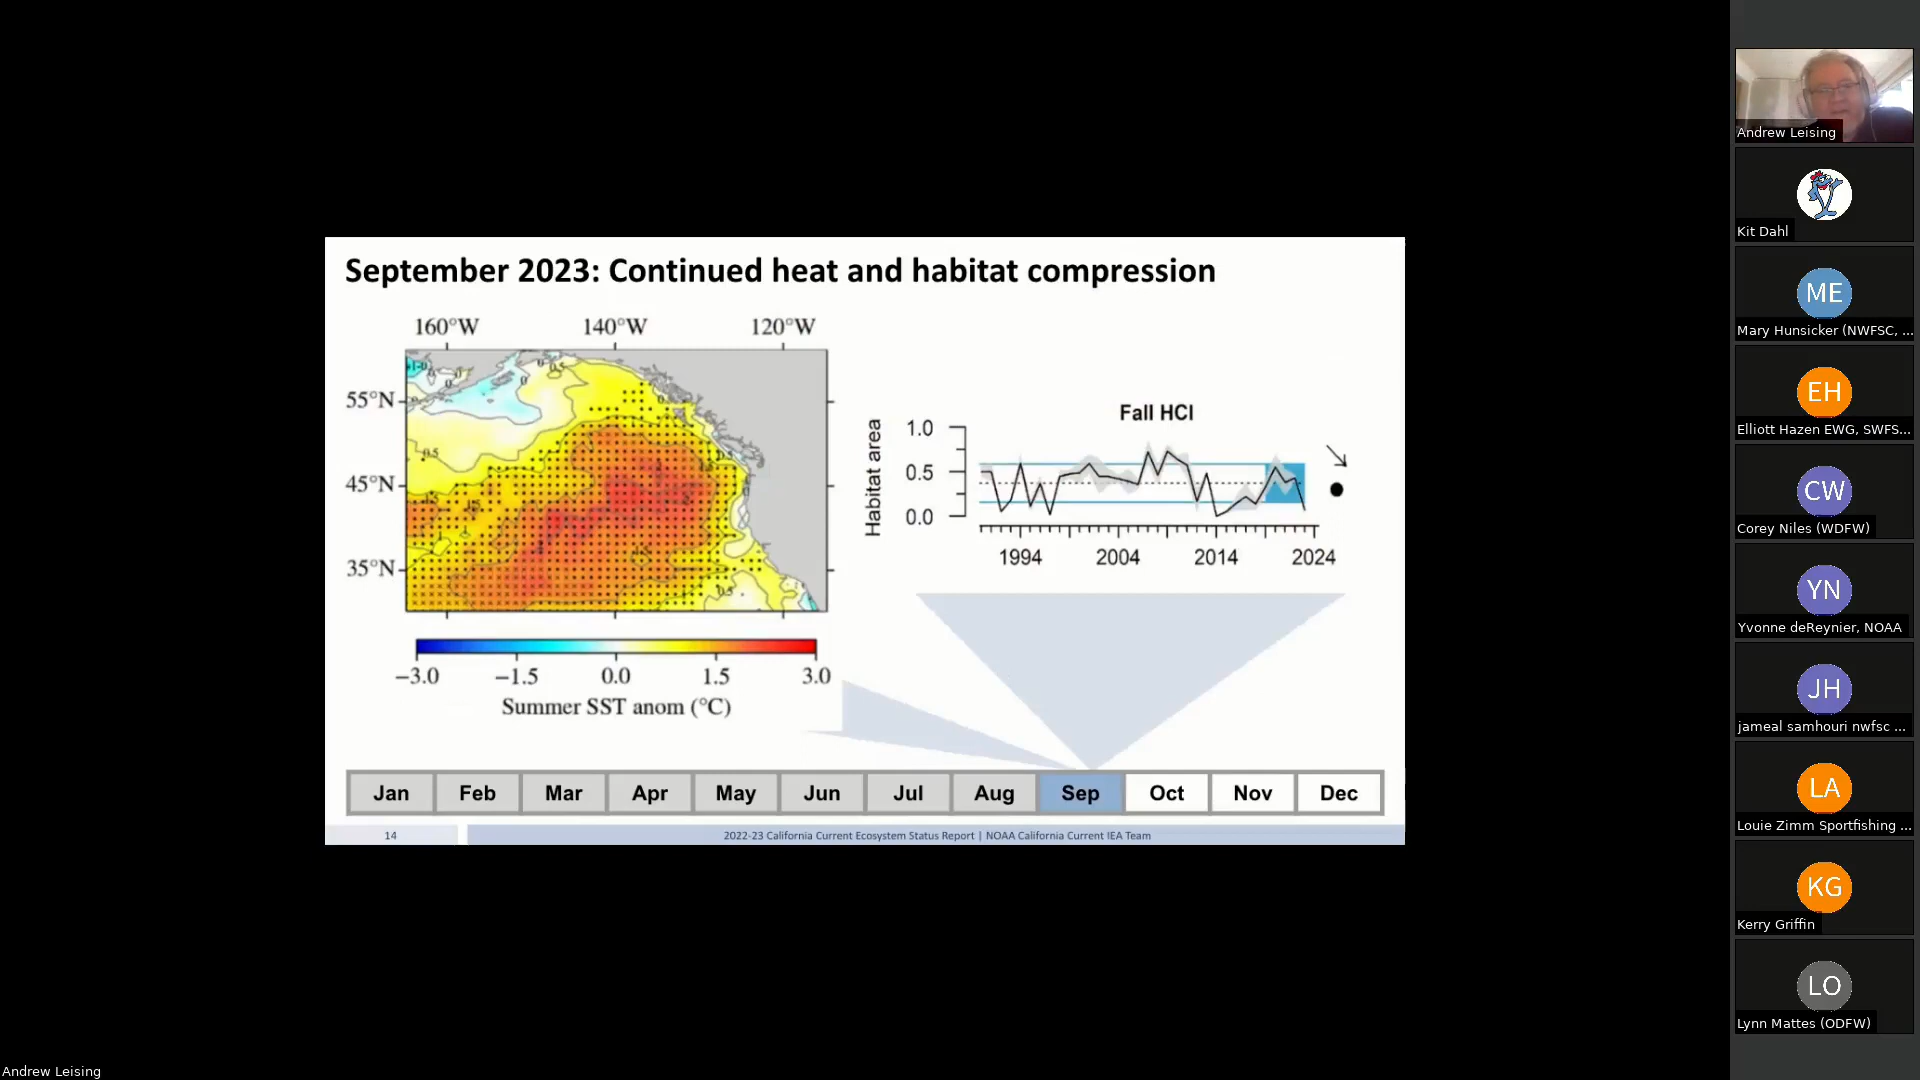 September 2023: Continued heat and habitat compression
160°W 140°W 120°W
55°N
45°N
35°N
−3.0 −1.5 0.0 1.5 3.0
Summer SST anom (°C)
Fall HCI
Habitat area
1.0
0.5
0.0
1994 2004 2014 2024
Jan Feb Mar Apr May Jun Jul Aug Sep Oct Nov Dec
14 2022-23 California Current Ecosystem Status Report | NOAA California Current IEA Team
Andrew Leising
Kit Dahl
ME
Mary Hunsicker (NWFSC, ...
EH
Elliott Hazen EWG, SWFS...
CW
Corey Niles (WDFW)
YN
Yvonne deReynier, NOAA
JH
jameal samhouri nwfsc ...
LA
Louie Zimm Sportfishing ...
KG
Kerry Griffin
LO
Lynn Mattes (ODFW)
Andrew Leising